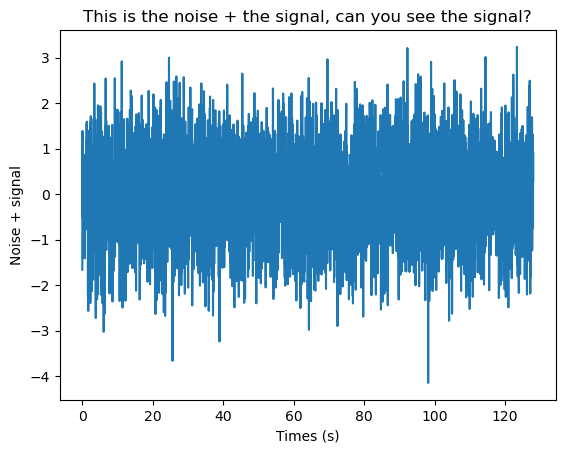 This is the noise + the signal, can you see the signal?
3
2
1
0
−1
−2
−3
−4
Noise + signal
0 20 40 60 80 100 120
Times (s)